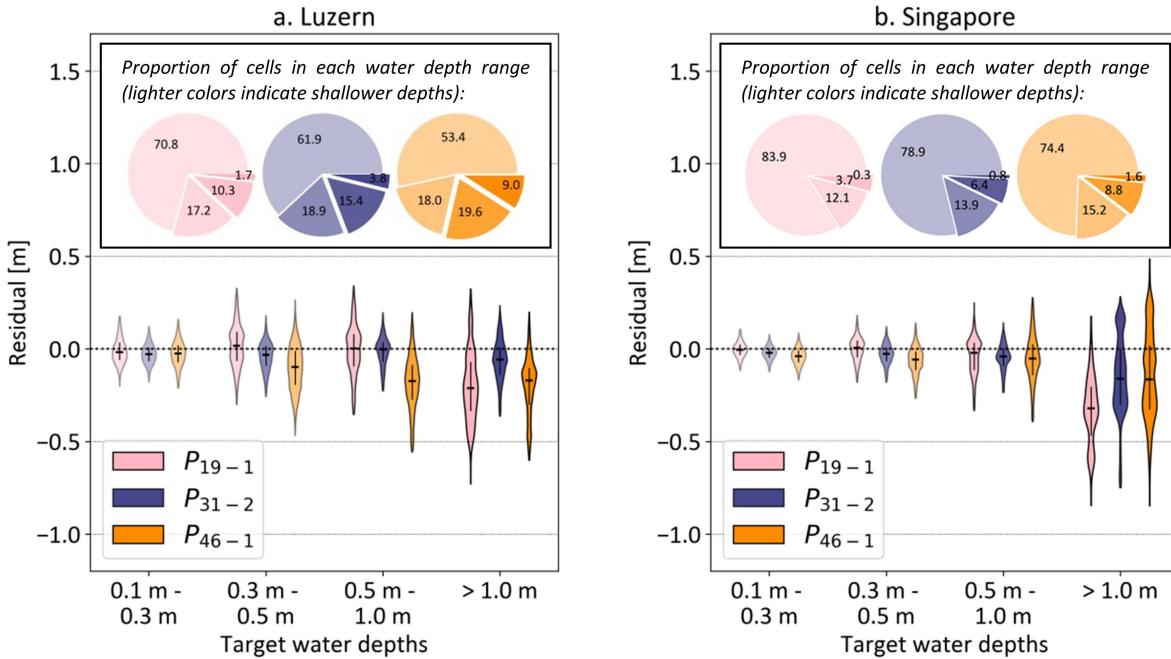 a. Luzern
Proportion of cells in each water depth range
(lighter colors indicate shallower depths):
70.8
1.7
10.3
17.2
61.9
3.8
15.4
18.9
53.4
9.0
19.6
18.0
1.5
1.0
0.5
0.0
−0.5
−1.0
Residual [m]
P19 − 1
P31 − 2
P46 − 1
0.1 m -
0.3 m
0.3 m -
0.5 m
0.5 m -
1.0 m
> 1.0 m
Target water depths
b. Singapore
Proportion of cells in each water depth range
(lighter colors indicate shallower depths):
83.9
0.3
3.7
12.1
78.9
0.8
6.4
13.9
74.4
1.6
8.8
15.2
1.5
1.0
0.5
0.0
−0.5
−1.0
Residual [m]
P19 − 1
P31 − 2
P46 − 1
0.1 m -
0.3 m
0.3 m -
0.5 m
0.5 m -
1.0 m
> 1.0 m
Target water depths